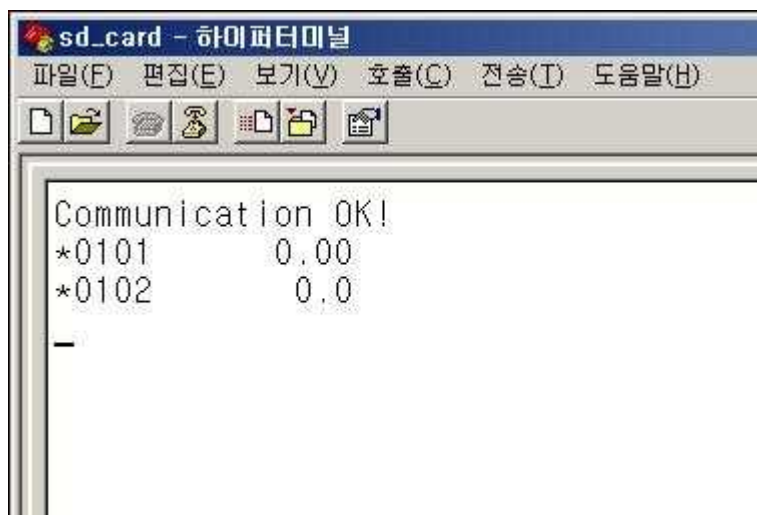 sd_card - 하이퍼터미널
파일(F) 편집(E) 보기(V) 호출(C) 전송(T) 도움말(H)
Communication OK!
*0101 0.00
*0102 0.0